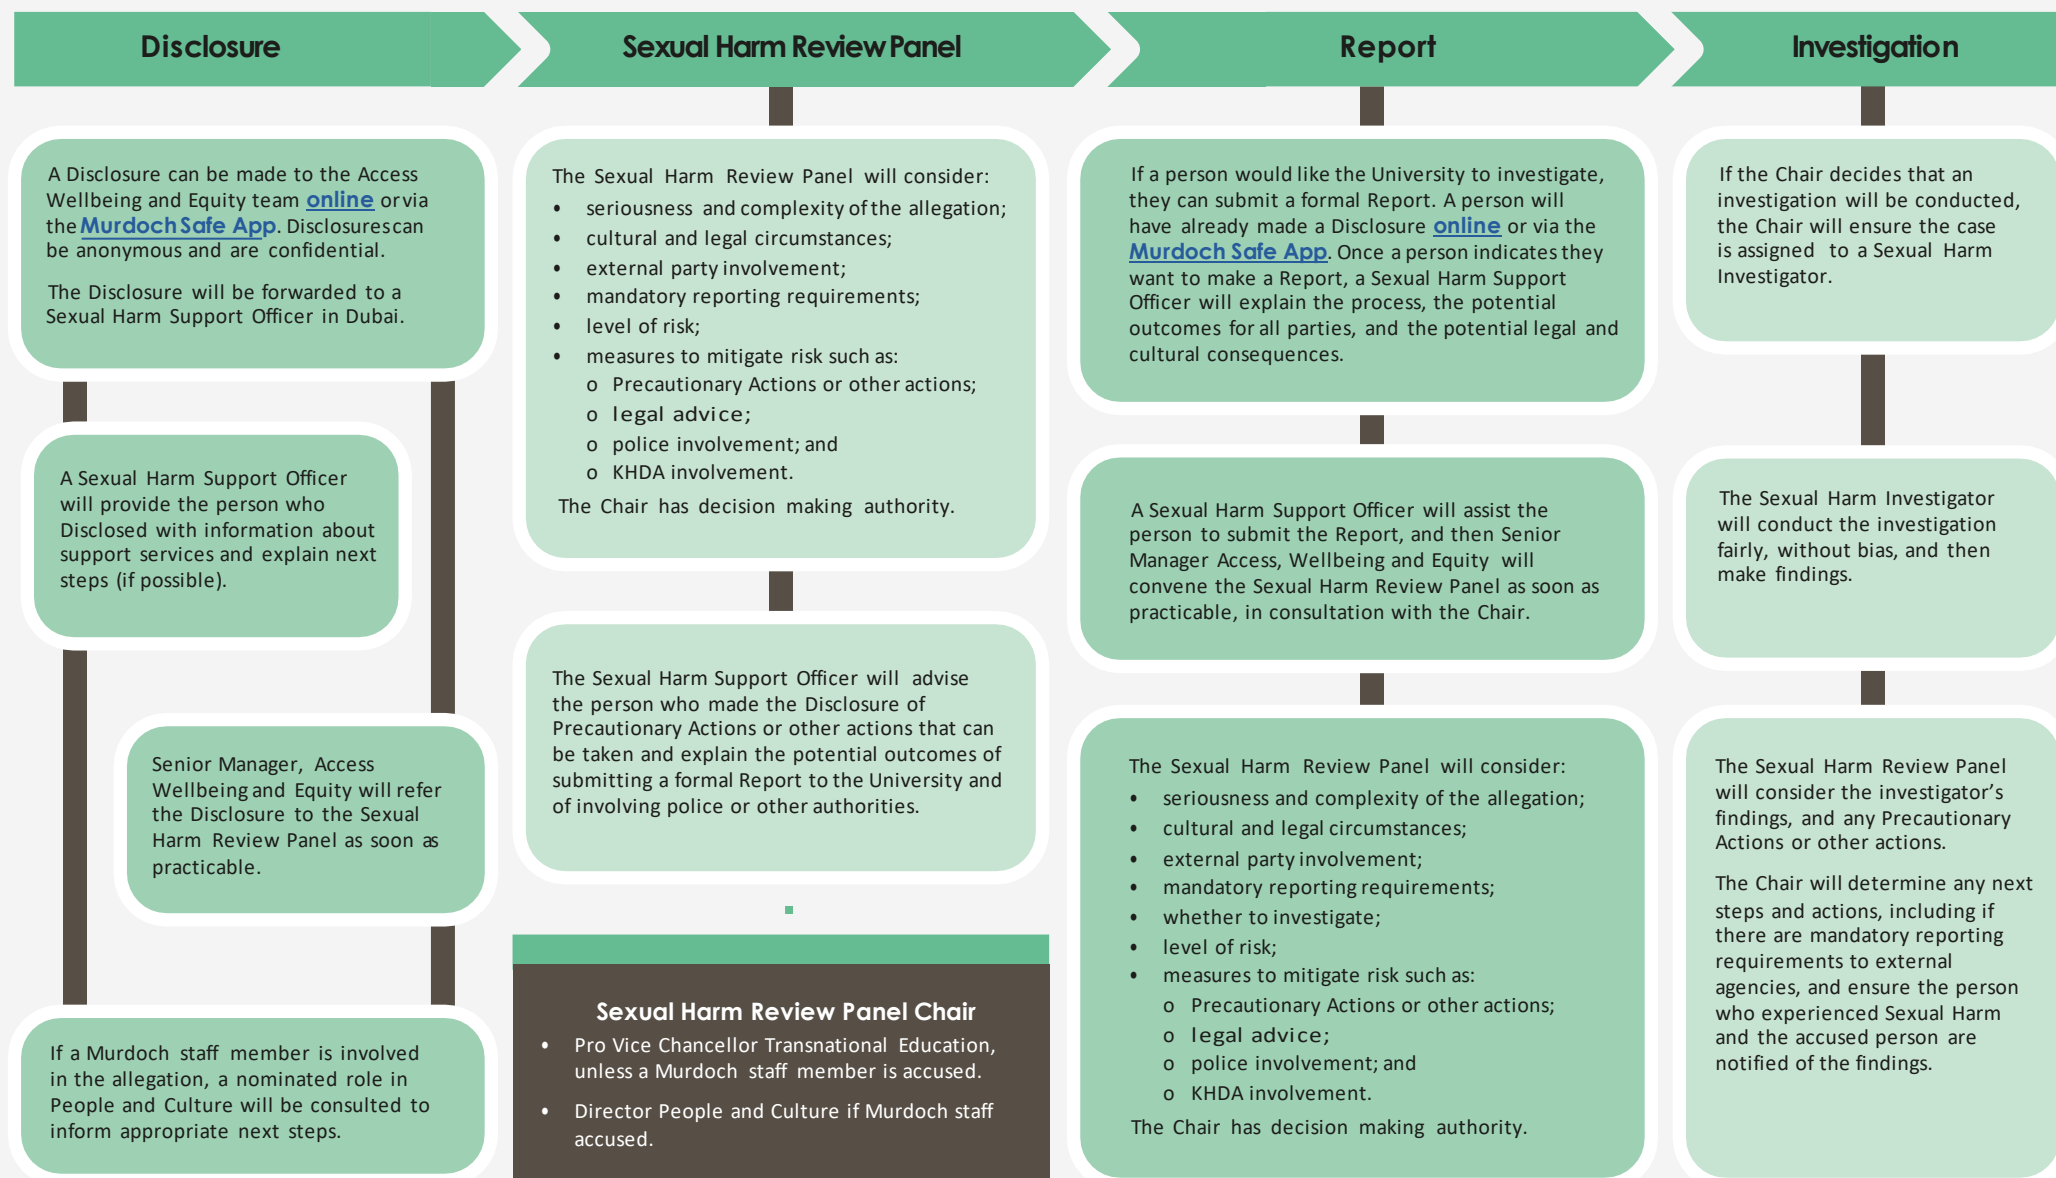 Disclosure
A Disclosure can be made to the Access
Wellbeing and Equity team online or via
the Murdoch Safe App. Disclosures can
be anonymous and are confidential.
The Disclosure will be forwarded to a
Sexual Harm Support Officer in Dubai.
A Sexual Harm Support Officer
will provide the person who
Disclosed with information about
support services and explain next
steps (if possible).
Senior Manager, Access
Wellbeing and Equity will refer
the Disclosure to the Sexual
Harm Review Panel as soon as
practicable.
If a Murdoch staff member is involved
in the allegation, a nominated role in
People and Culture will be consulted to
inform appropriate next steps.
Sexual Harm Review Panel
The Sexual Harm Review Panel will consider:
• seriousness and complexity of the allegation;
• cultural and legal circumstances;
• external party involvement;
• mandatory reporting requirements;
• level of risk;
• measures to mitigate risk such as:
o Precautionary Actions or other actions;
o legal advice;
o police involvement; and
o KHDA involvement.
The Chair has decision making authority.
The Sexual Harm Support Officer will advise
the person who made the Disclosure of
Precautionary Actions or other actions that can
be taken and explain the potential outcomes of
submitting a formal Report to the University and
of involving police or other authorities.
Sexual Harm Review Panel Chair
• Pro Vice Chancellor Transnational Education,
unless a Murdoch staff member is accused.
• Director People and Culture if Murdoch staff
accused.
Report
If a person would like the University to investigate,
they can submit a formal Report. A person will
have already made a Disclosure online or via the
Murdoch Safe App. Once a person indicates they
want to make a Report, a Sexual Harm Support
Officer will explain the process, the potential
outcomes for all parties, and the potential legal and
cultural consequences.
A Sexual Harm Support Officer will assist the
person to submit the Report, and then Senior
Manager Access, Wellbeing and Equity will
convene the Sexual Harm Review Panel as soon as
practicable, in consultation with the Chair.
The Sexual Harm Review Panel will consider:
• seriousness and complexity of the allegation;
• cultural and legal circumstances;
• external party involvement;
• mandatory reporting requirements;
• whether to investigate;
• level of risk;
• measures to mitigate risk such as:
o Precautionary Actions or other actions;
o legal advice;
o police involvement; and
o KHDA involvement.
The Chair has decision making authority.
Investigation
If the Chair decides that an
investigation will be conducted,
the Chair will ensure the case
is assigned to a Sexual Harm
Investigator.
The Sexual Harm Investigator
will conduct the investigation
fairly, without bias, and then
make findings.
The Sexual Harm Review Panel
will consider the investigator's
findings, and any Precautionary
Actions or other actions.
The Chair will determine any next
steps and actions, including if
there are mandatory reporting
requirements to external
agencies, and ensure the person
who experienced Sexual Harm
and the accused person are
notified of the findings.